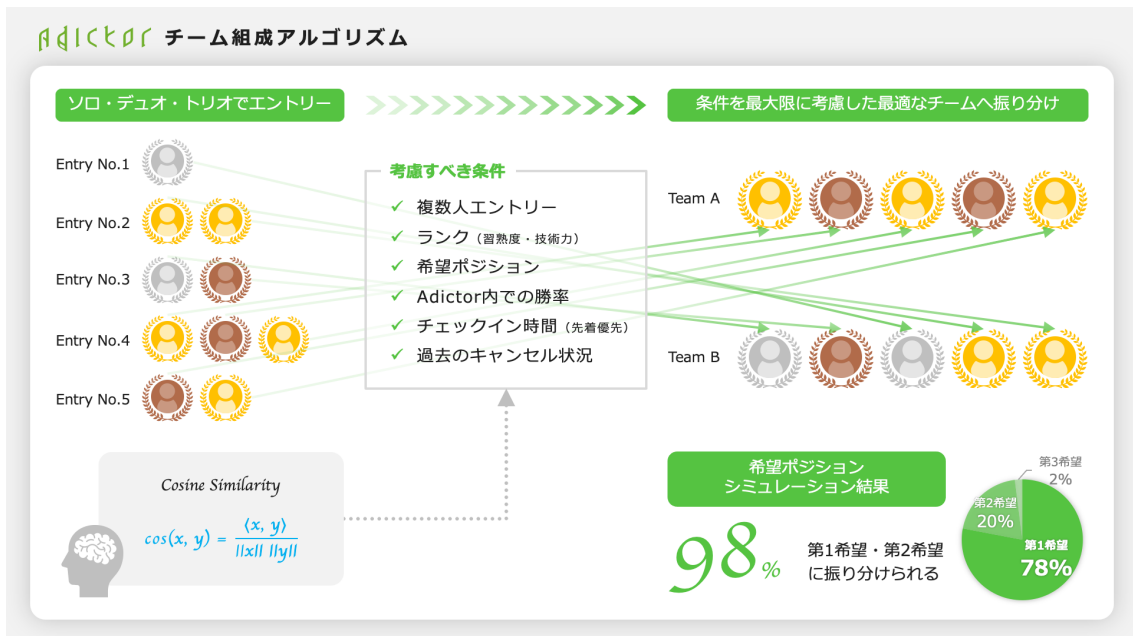 Adictor チーム組成アルゴリズム
ソロ・デュオ・トリオでエントリー
条件を最大限に考慮した最適なチームへ振り分け
Entry No.1
Entry No.2
Entry No.3
Entry No.4
Entry No.5
考慮すべき条件
✓ 複数人エントリー
✓ ランク（習熟度・技術力）
✓ 希望ポジション
✓ Adictor内での勝率
✓ チェックイン時間（先着優先）
✓ 過去のキャンセル状況
Team A
Team B
Cosine Similarity
cos(x, y) = ⟨x, y⟩ / ||x|| ||y||
希望ポジション
シミュレーション結果
98%
第1希望・第2希望
に振り分けられる
第3希望
2%
第2希望
20%
第1希望
78%